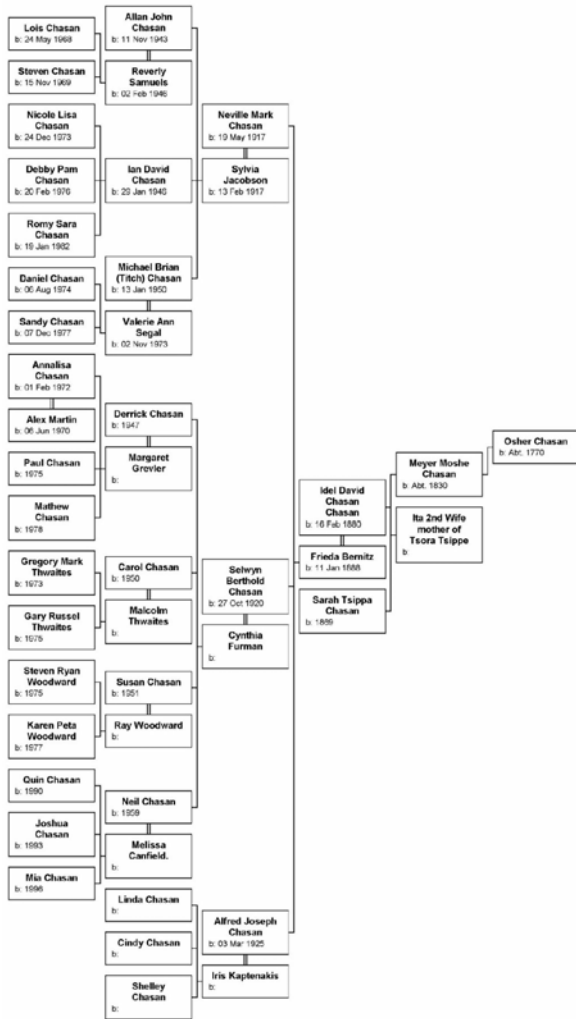 Lois Chasan
b: 24 May 1968
Steven Chasan
b: 15 Nov 1969
Nicole Lisa
Chasan
b: 24 Dec 1973
Debby Pam
Chasan
b: 20 Feb 1976
Romy Sara
Chasan
b: 19 Jan 1982
Daniel Chasan
b: 06 Aug 1974
Sandy Chasan
b: 07 Dec 1977
Annalisa
Chasan
b: 01 Feb 1972
Alex Martin
b: 06 Jun 1970
Paul Chasan
b: 1975
Mathew
Chasan
b: 1978
Gregory Mark
Thwaites
b: 1973
Gary Russel
Thwaites
b: 1975
Steven Ryan
Woodward
b: 1975
Karen Peta
Woodward
b: 1977
Quin Chasan
b: 1990
Joshua
Chasan
b: 1993
Mia Chasan
b: 1996
Allan John
Chasan
b: 11 Nov 1943
Reverly
Samuels
b: 02 Feb 1946
Ian David
Chasan
b: 29 Jan 1946
Michael Brian
(Titch) Chasan
b: 13 Jan 1950
Valerie Ann
Segal
b: 02 Nov 1973
Derrick Chasan
b: 1947
Margaret
Grevler
b:
Carol Chasan
b: 1950
Malcolm
Thwaites
b:
Susan Chasan
b: 1951
Ray Woodward
b:
Neil Chasan
b: 1959
Melissa
Canfield.
b:
Linda Chasan
b:
Cindy Chasan
b:
Shelley
Chasan
b:
Neville Mark
Chasan
b: 19 May 1917
Sylvia
Jacobson
b: 13 Feb 1917
Selwyn
Berthold
Chasan
b: 27 Oct 1920
Cynthia
Furman
b:
Alfred Joseph
Chasan
b: 03 Mar 1925
Iris Kaptenakis
b:
Idel David
Chasan
Chasan
b: 16 Feb 1880
Frieda Bernitz
b: 11 Jan 1888
Sarah Tsippa
Chasan
b: 1869
Meyer Moshe
Chasan
b: Abt. 1830
Ita 2nd Wife
mother of
Tsora Tsippe
b:
Osher Chasan
b: Abt. 1770